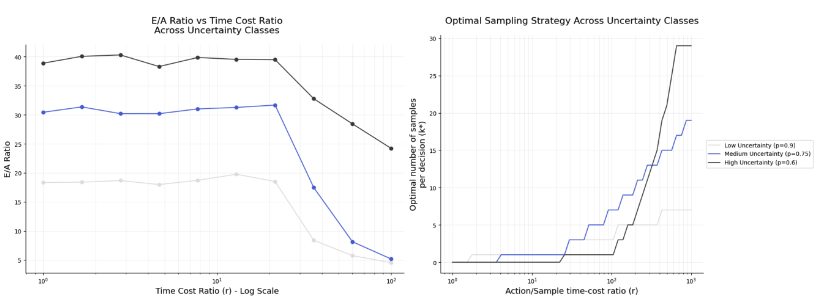 E/A Ratio vs Time Cost Ratio
Across Uncertainty Classes
E/A Ratio
40
35
30
25
20
15
10
5
10⁰
10¹
10²
Time Cost Ratio (r) - Log Scale
Optimal Sampling Strategy Across Uncertainty Classes
Optimal number of samples
per decision (k*)
30
25
20
15
10
5
0
10⁰
10¹
10²
10³
Action/Sample time-cost ratio (r)
Low Uncertainty (p=0.9)
Medium Uncertainty (p=0.75)
High Uncertainty (p=0.6)